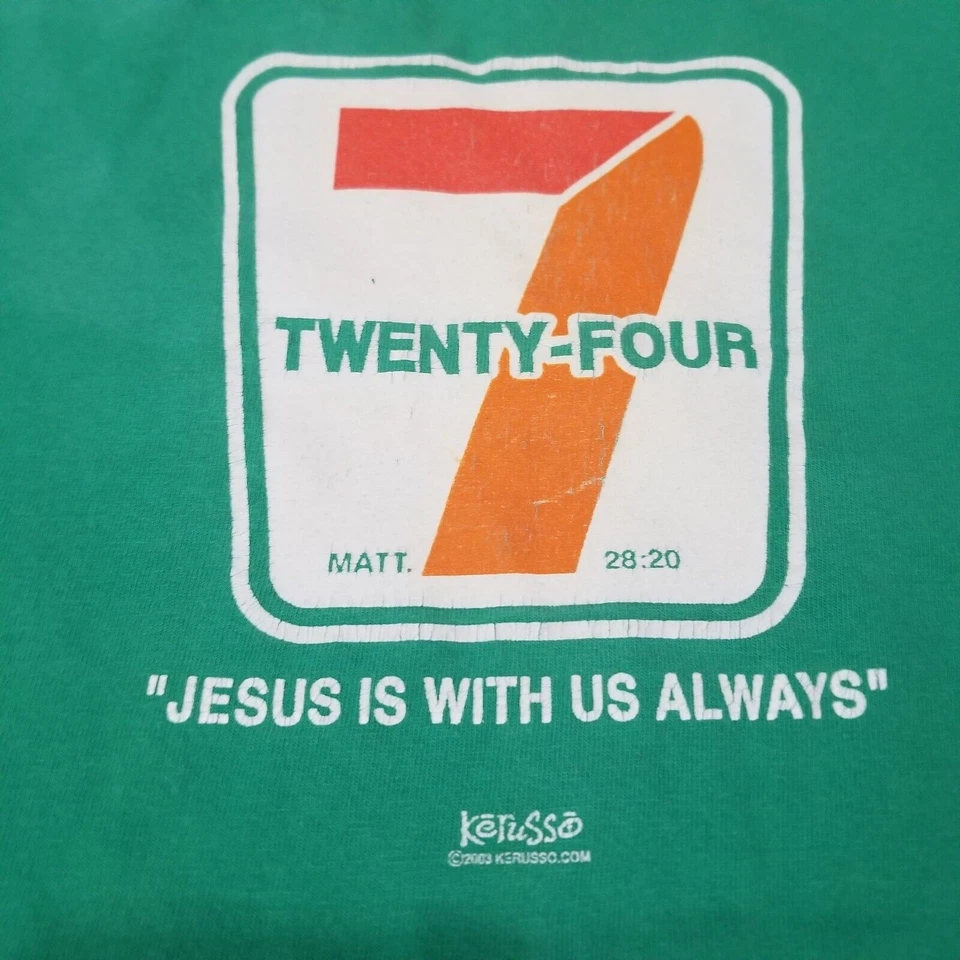 7
TWENTY-FOUR
MATT. 28:20
"JESUS IS WITH US ALWAYS"
kerusso
©2003 KERUSSO.COM